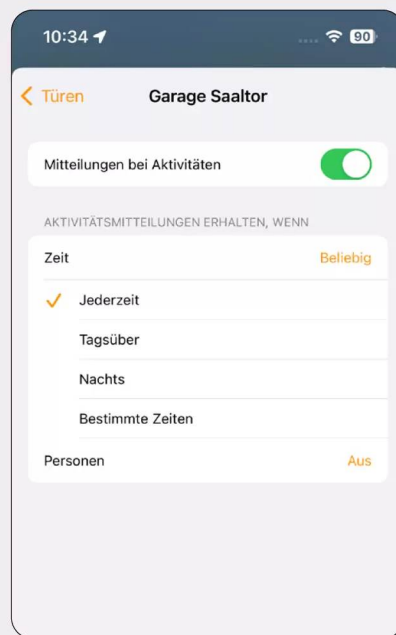 10:34
90
Türen
Garage Saaltor
Mitteilungen bei Aktivitäten
AKTIVITÄTSMITTEILUNGEN ERHALTEN, WENN
Zeit Beliebig
Jederzeit
Tagsüber
Nachts
Bestimmte Zeiten
Personen Aus